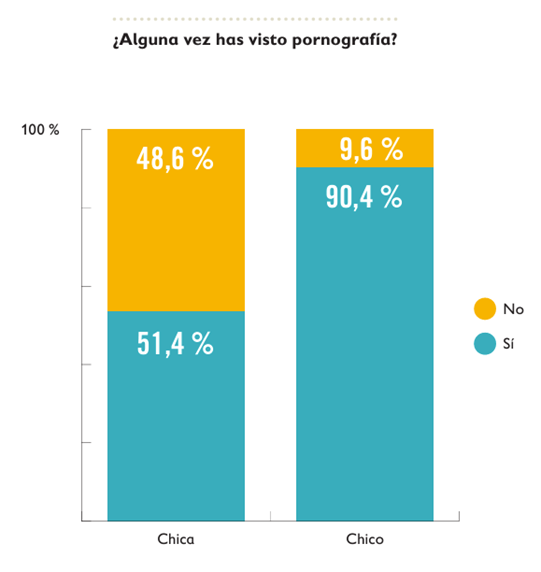 ¿Alguna vez has visto pornografía?
100 %
48,6 %
9,6 %
90,4 %
51,4 %
No
Sí
Chica
Chico